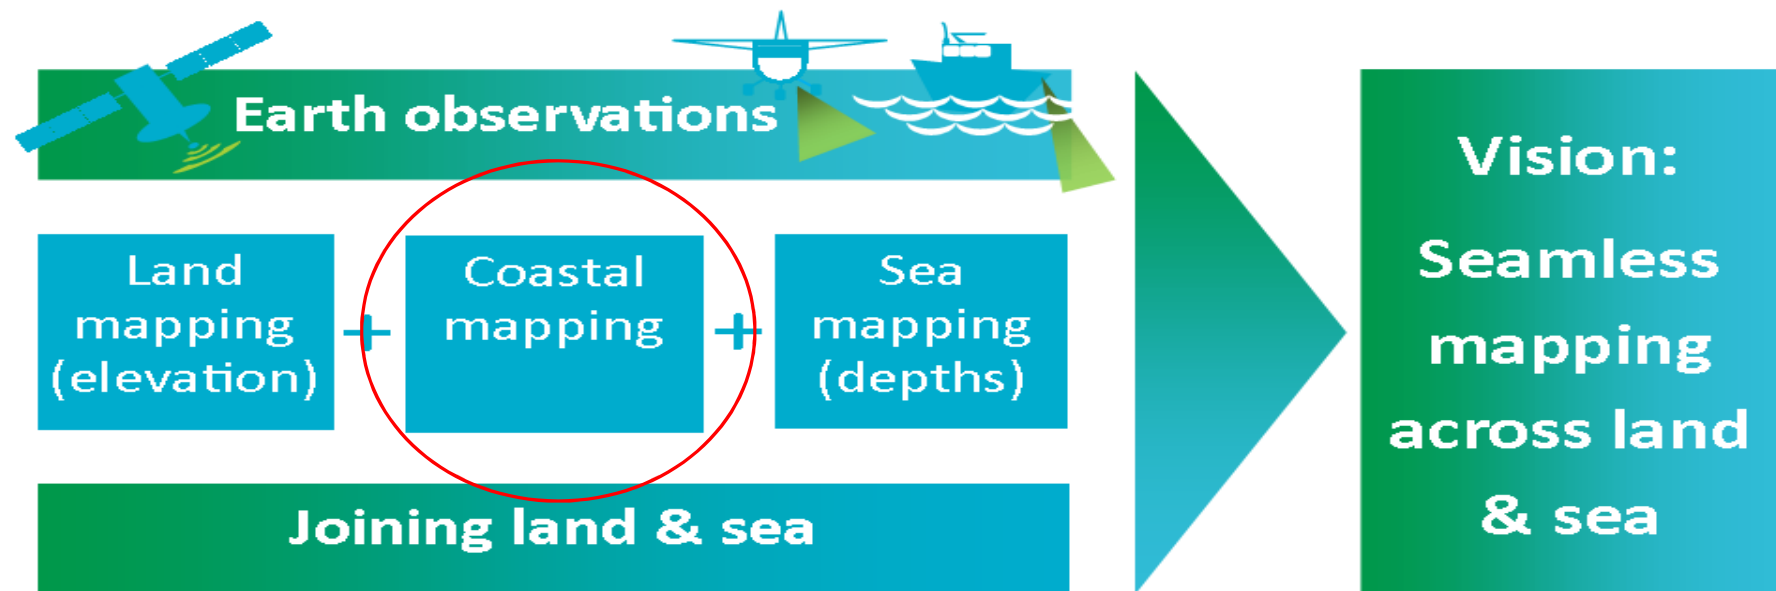 Earth observations
Land
mapping
(elevation)
+
Coastal
mapping
+
Sea
mapping
(depths)
Joining land & sea
Vision:
Seamless
mapping
across land
& sea